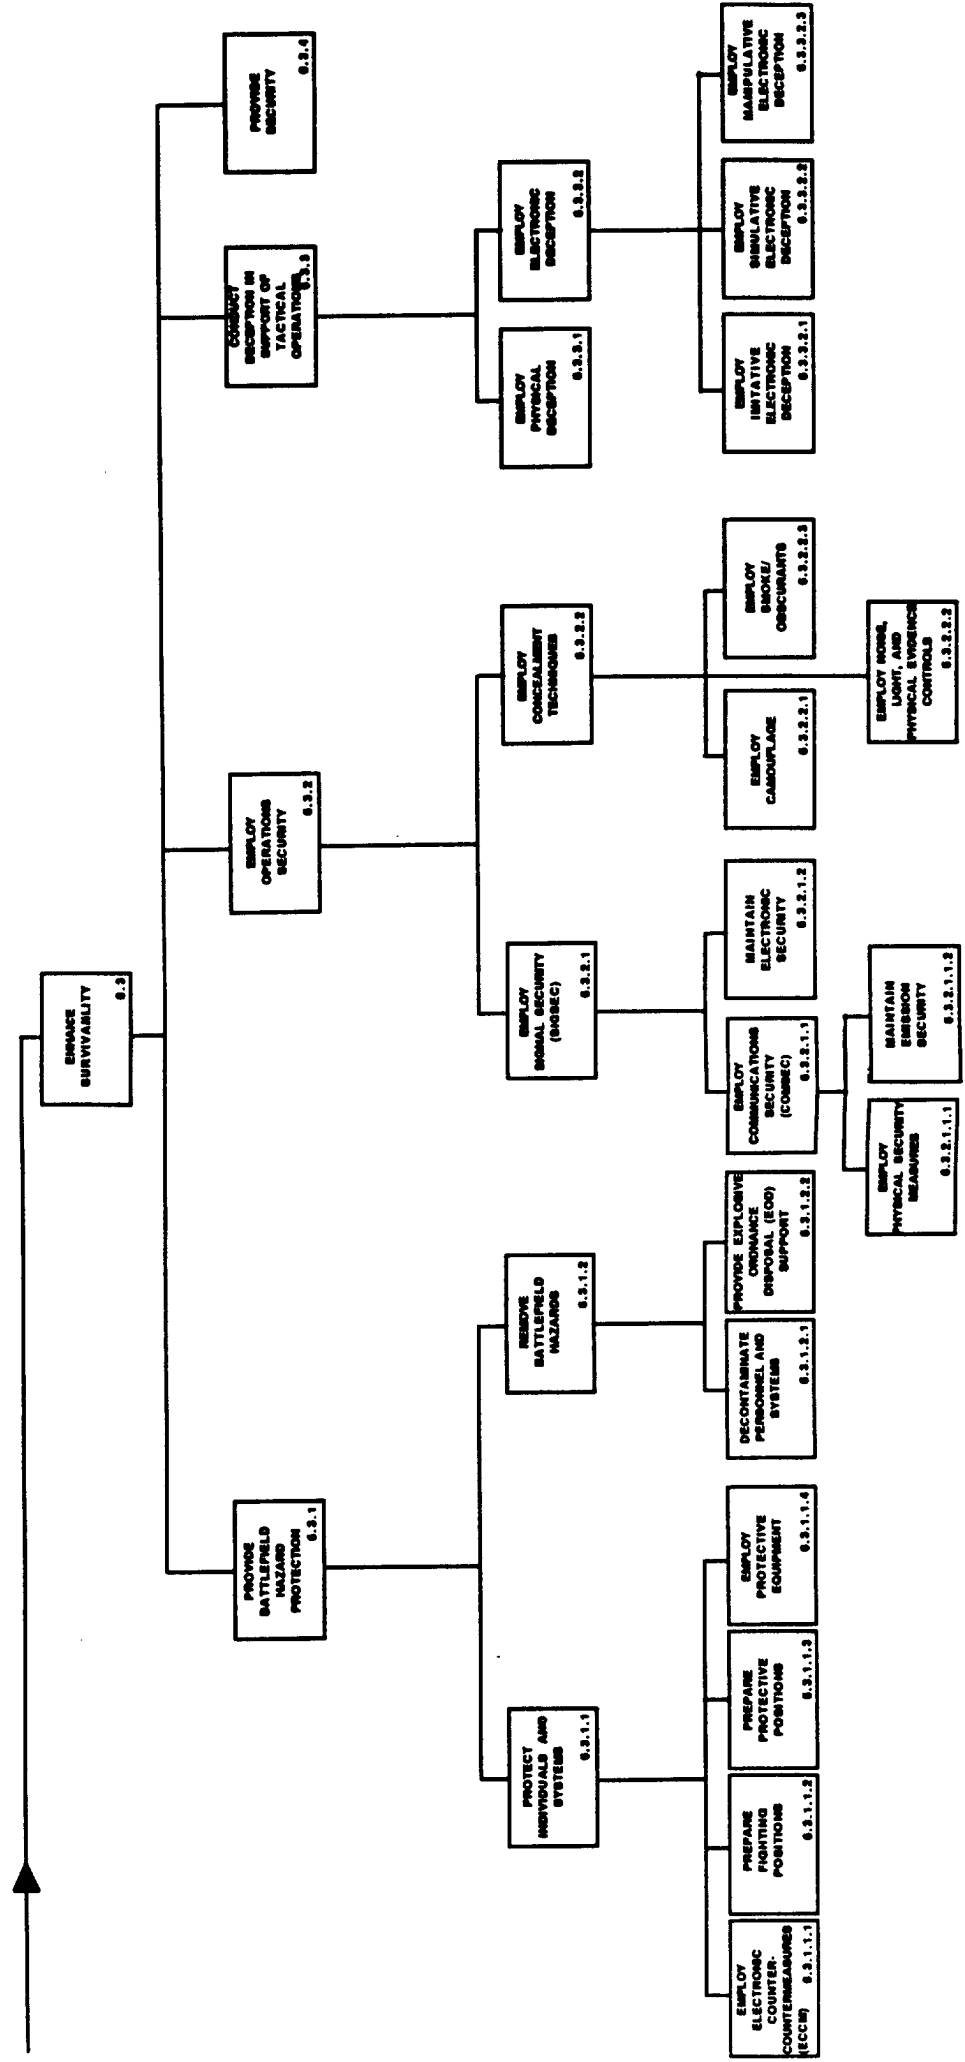 ENHANCE
SURVIVABLITY
6.3
PROVIDE
BATTLEFIELD
HAZARD
PROTECTION
6.3.1
EMPLOY
OPERATIONS
SECURITY
6.3.2
CONDUCT
DECEPTION IN
SUPPORT OF
TACTICAL
OPERATIONS
6.3.3
PROVIDE
SECURITY
6.3.4
PROTECT
INDIVIDUALS AND
SYSTEMS
6.3.1.1
REMOVE
BATTLEFIELD
HAZARDS
6.3.1.2
EMPLOY
SIGNAL SECURITY
(SIGSEC)
6.3.2.1
EMPLOY
CONCEALMENT
TECHNIQUES
6.3.2.2
EMPLOY
PHYSICAL
DECEPTION
6.3.3.1
EMPLOY
ELECTRONIC
DECEPTION
6.3.3.2
EMPLOY
ELECTRONIC
COUNTER-
COUNTERMEASURES
(ECCM) 6.3.1.1.1
PREPARE
FIGHTING
POSITIONS
6.3.1.1.2
PREPARE
PROTECTIVE
POSITIONS
6.3.1.1.3
EMPLOY
PROTECTIVE
EQUIPMENT
6.3.1.1.4
DECONTAMINATE
PERSONNEL AND
SYSTEMS
6.3.1.2.1
PROVIDE EXPLOSIVE
ORDNANCE
DISPOSAL (EOD)
SUPPORT
6.3.1.2.2
EMPLOY
COMMUNICATIONS
SECURITY
(COMSEC)
6.3.2.1.1
MAINTAIN
ELECTRONIC
SECURITY
6.3.2.1.2
EMPLOY
CAMOUFLAGE
6.3.2.2.1
EMPLOY
SMOKE/
OBSCURANTS
6.3.2.2.3
EMPLOY
IMITATIVE
ELECTRONIC
DECEPTION
6.3.3.2.1
EMPLOY
SIMULATIVE
ELECTRONIC
DECEPTION
6.3.3.2.2
EMPLOY
MANIPULATIVE
ELECTRONIC
DECEPTION
6.3.3.2.3
EMPLOY
PHYSICAL SECURITY
MEASURES
6.3.2.1.1.1
MAINTAIN
EMISSION
SECURITY
6.3.2.1.1.2
EMPLOY NOISE,
LIGHT, AND
PHYSICAL EVIDENCE
CONTROLS
6.3.2.2.2